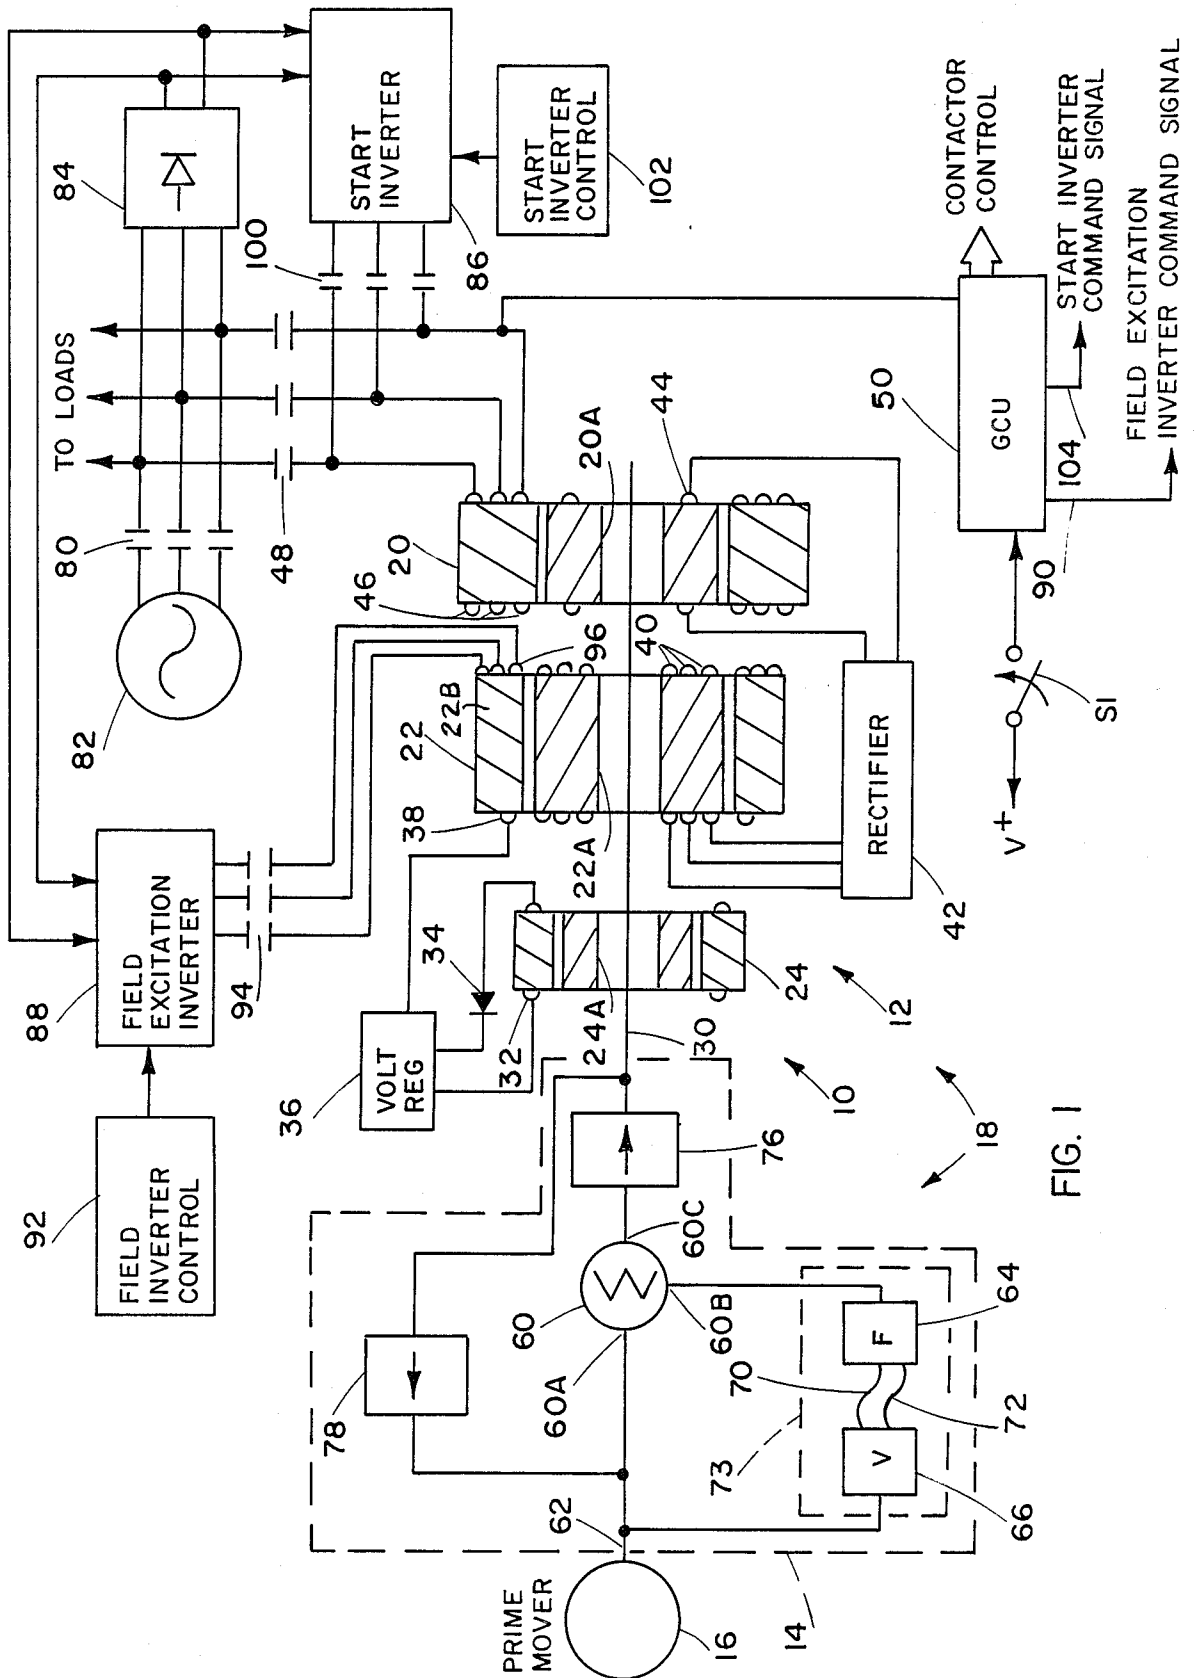 92
FIELD
INVERTER
CONTROL
88
FIELD
EXCITATION
INVERTER
94
82
80
TO LOADS
48
84
100
START
INVERTER
86
START
INVERTER
CONTROL
102
36
VOLT
REG
34
32
24A
38
22
22B
22A
96
46
20
20A
40
44
24
12
30
10
18
RECTIFIER
42
78
76
60
60A
60B
60C
62
PRIME
MOVER
16
14
73
V
F
70
72
66
64
V+
S1
50
GCU
CONTACTOR
CONTROL
104
START INVERTER
COMMAND SIGNAL
90
FIELD EXCITATION
INVERTER COMMAND SIGNAL
FIG. 1